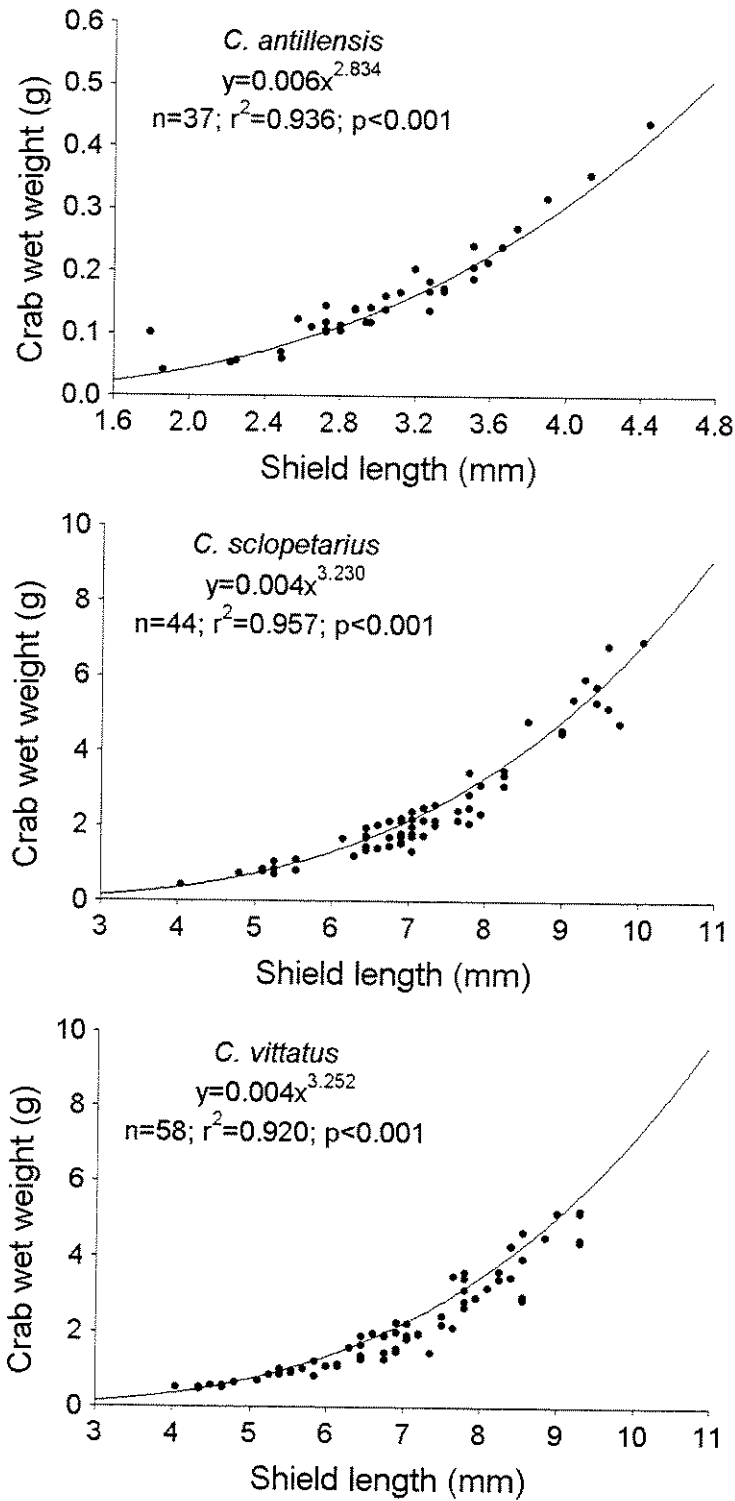 C. antillensis
y=0.006x^2.834
n=37; r^2=0.936; p<0.001
Crab wet weight (g)
0.6
0.5
0.4
0.3
0.2
0.1
0.0
1.6 2.0 2.4 2.8 3.2 3.6 4.0 4.4 4.8
Shield length (mm)
C. sclopetarius
y=0.004x^3.230
n=44; r^2=0.957; p<0.001
Crab wet weight (g)
10
8
6
4
2
0
3 4 5 6 7 8 9 10 11
Shield length (mm)
C. vittatus
y=0.004x^3.252
n=58; r^2=0.920; p<0.001
Crab wet weight (g)
10
8
6
4
2
0
3 4 5 6 7 8 9 10 11
Shield length (mm)